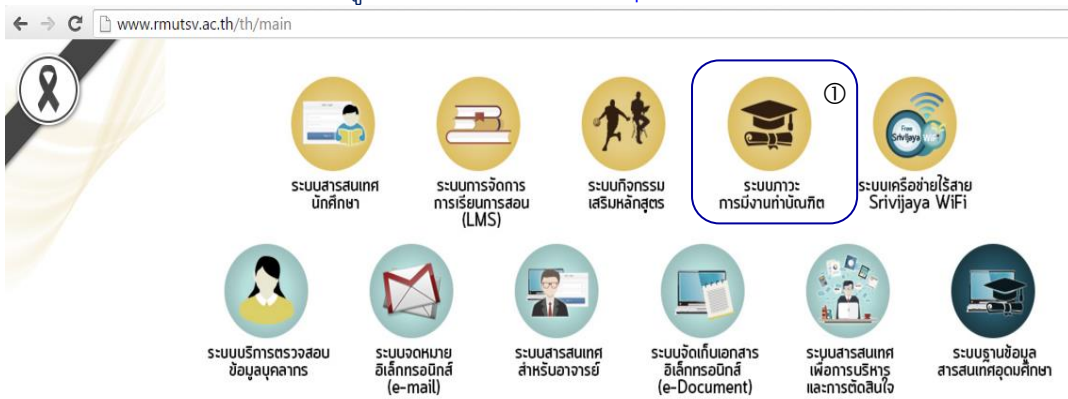 www.rmutsv.ac.th/th/main
①
Free
Srivijaya WiFi
ระบบสารสนเทศ
นักศึกษา
ระบบการจัดการ
การเรียนการสอน
(LMS)
ระบบกิจกรรม
เสริมหลักสูตร
ระบบภาวะ
การมีงานทำบัณฑิต
ระบบเครือข่ายไร้สาย
Srivijaya WiFi
ระบบบริการตรวจสอบ
ข้อมูลบุคลากร
ระบบจดหมาย
อิเล็กทรอนิกส์
(e-mail)
ระบบสารสนเทศ
สำหรับอาจารย์
ระบบจัดเก็บเอกสาร
อิเล็กทรอนิกส์
(e-Document)
ระบบสารสนเทศ
เพื่อการบริหาร
และการตัดสินใจ
ระบบฐานข้อมูล
สารสนเทศอุดมศึกษา